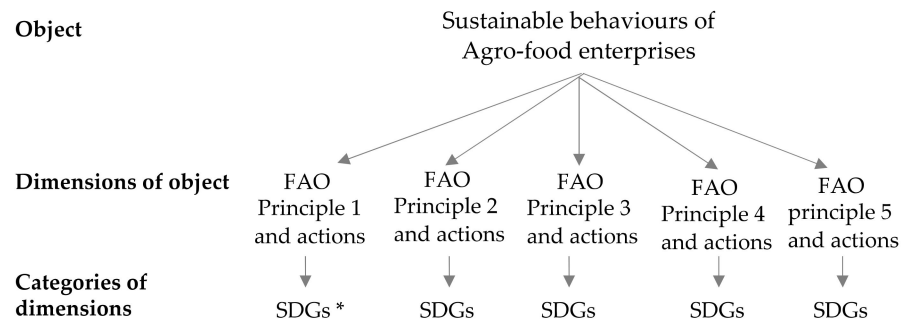 Object
Sustainable behaviours of
Agro-food enterprises
Dimensions of object
FAO
Principle 1
and actions
FAO
Principle 2
and actions
FAO
Principle 3
and actions
FAO
Principle 4
and actions
FAO
principle 5
and actions
Categories of
dimensions
SDGs *
SDGs
SDGs
SDGs
SDGs